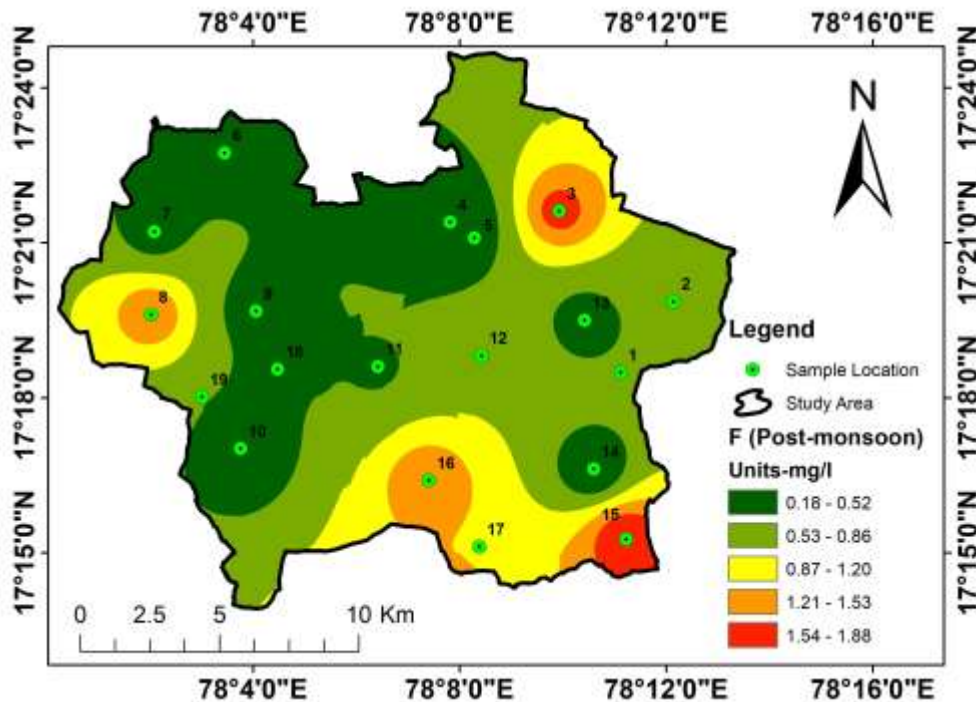 78°4'0"E 78°8'0"E 78°12'0"E 78°16'0"E
17°24'0"N 17°24'0"N
N
6
3
7
4
5
17°21'0"N 17°21'0"N
2
8
9
13
Legend
12
11
1
18
Sample Location
19
Study Area
17°18'0"N 17°18'0"N
10
F (Post-monsoon)
14
16
Units-mg/l
0.18 - 0.52
15
17
0.53 - 0.86
17°15'0"N 17°15'0"N
0.87 - 1.20
1.21 - 1.53
0 2.5 5 10 Km
1.54 - 1.88
78°4'0"E 78°8'0"E 78°12'0"E 78°16'0"E